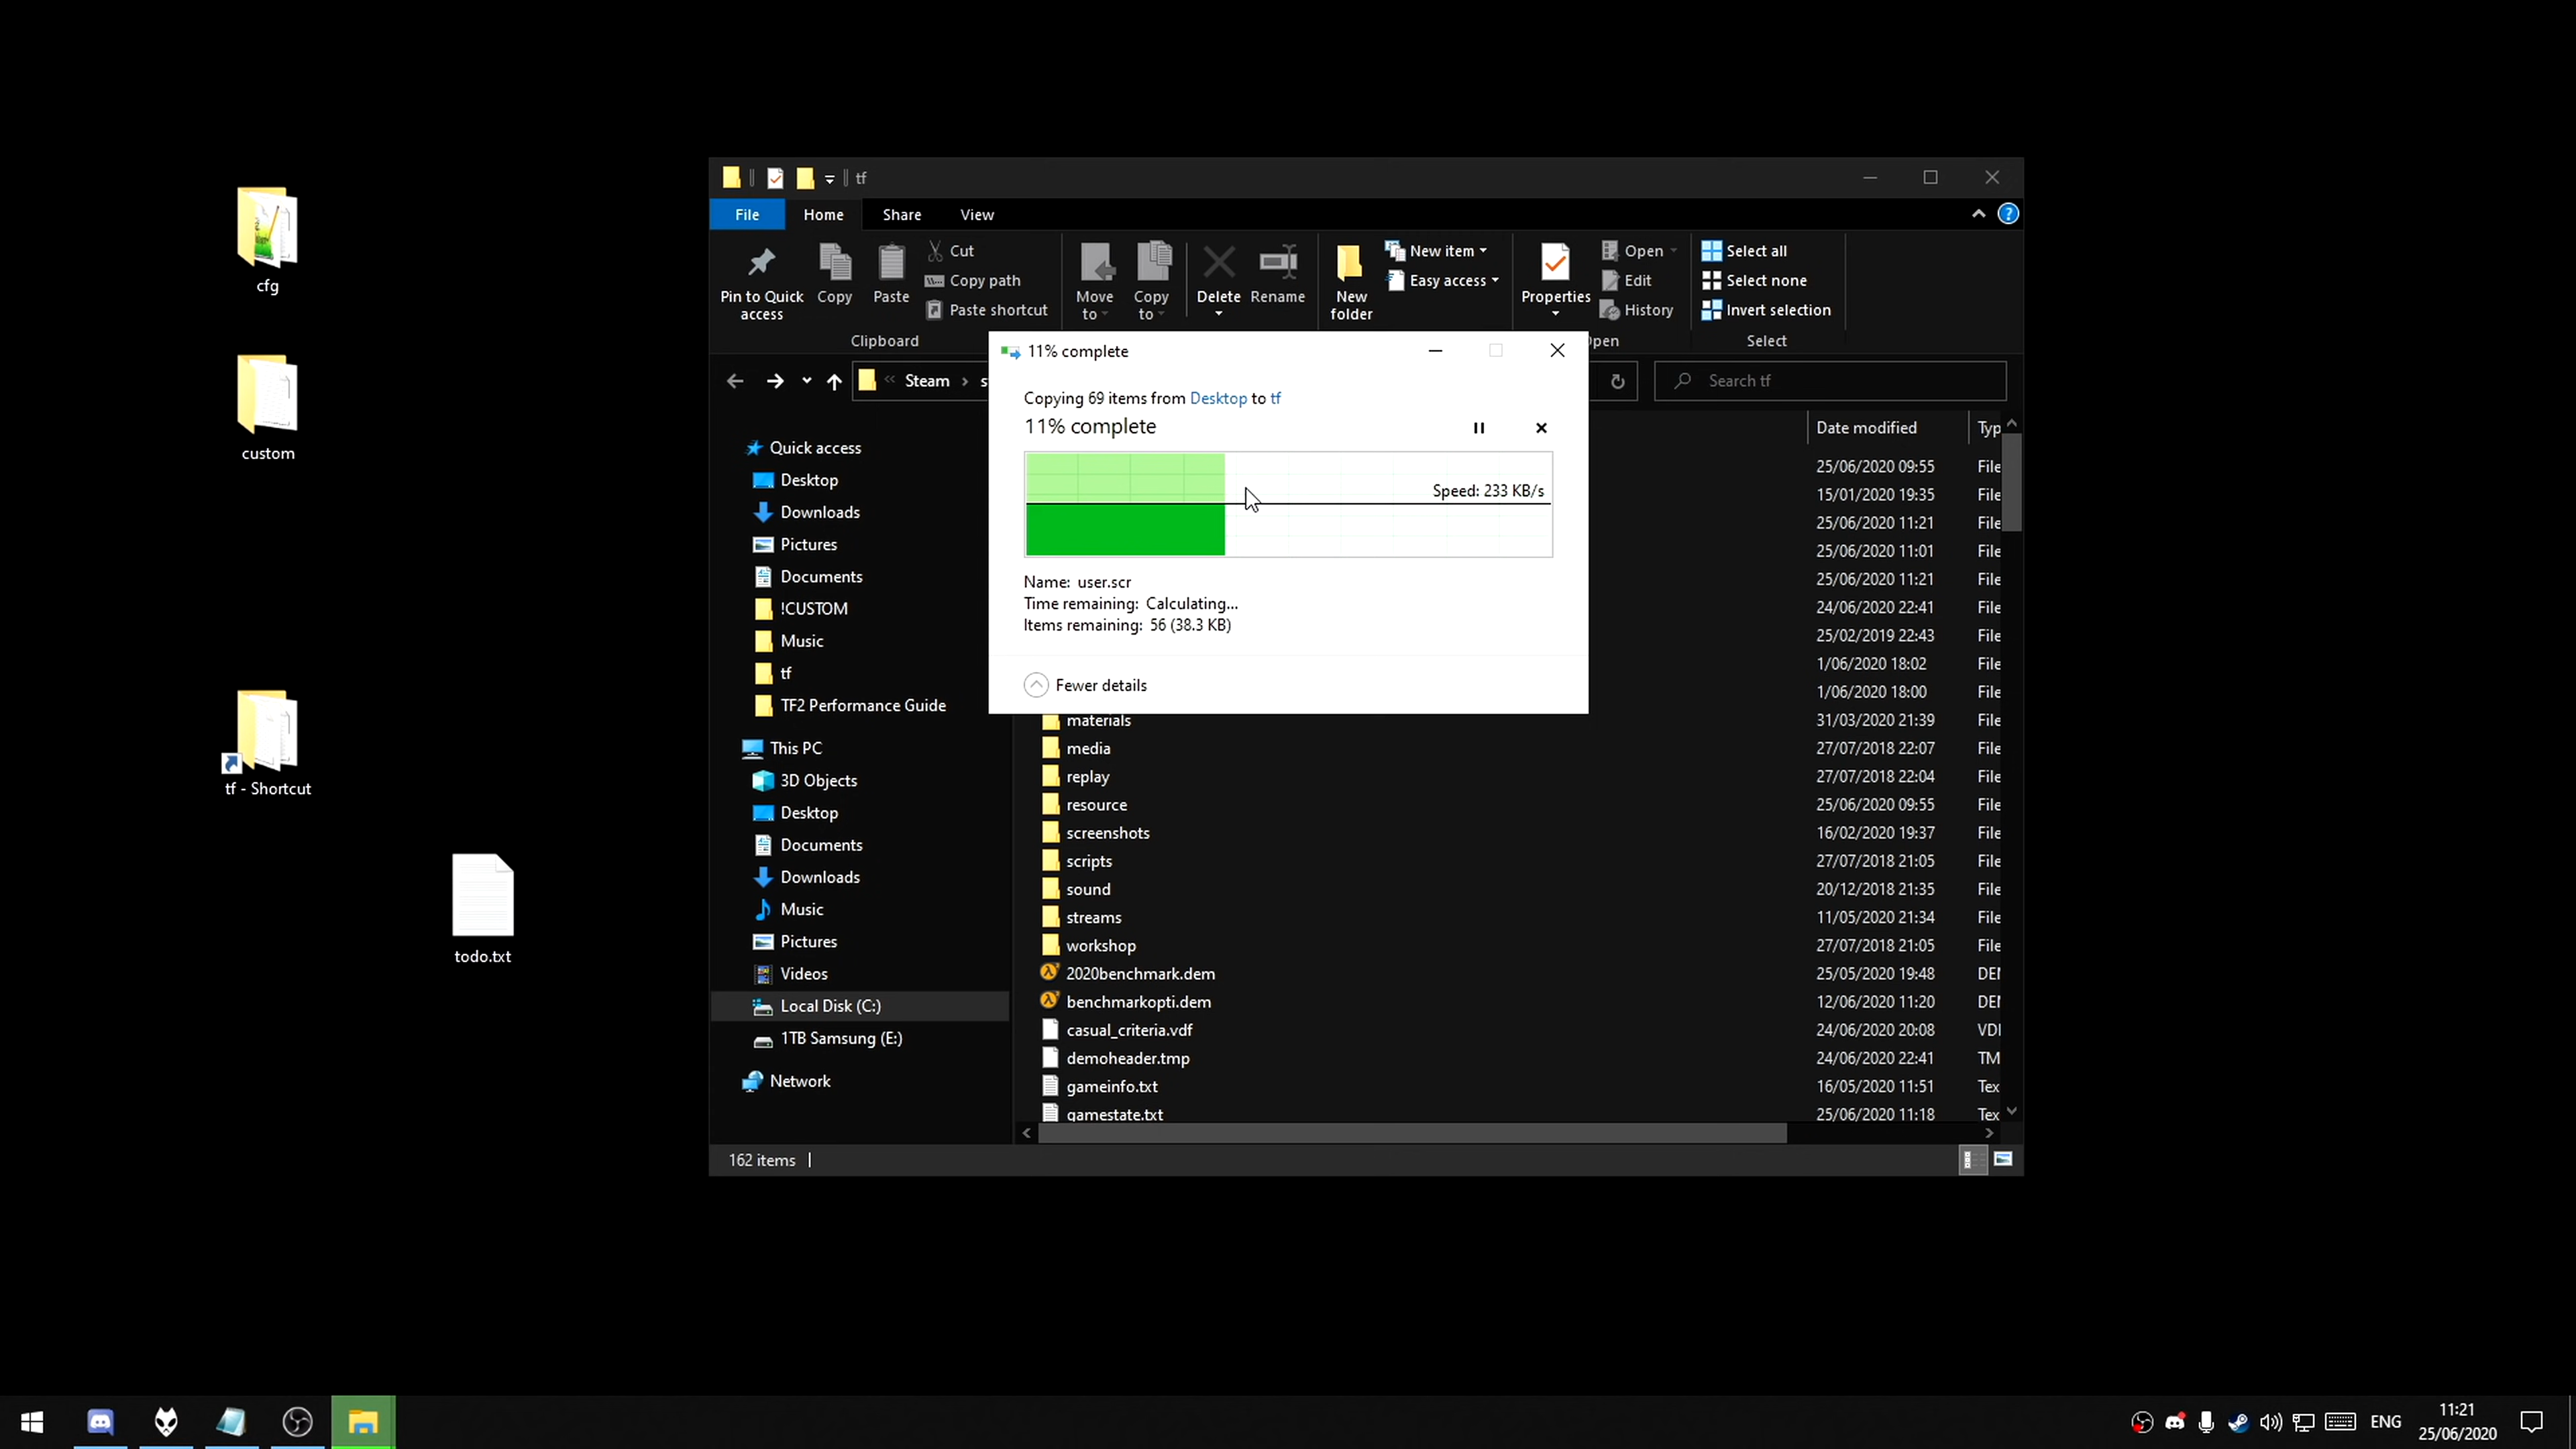 cfg
custom
tf - Shortcut
todo.txt
tf
File
Home
Share
View
Pin to Quick
access
Copy
Paste
Cut
Copy path
Paste shortcut
Clipboard
Move
to
Copy
to
Delete
Rename
New
folder
New item
Easy access
Properties
Open
Edit
History
Open
Select all
Select none
Invert selection
Select
Steam
Search tf
11% complete
Copying 69 items from Desktop to tf
11% complete
Speed: 233 KB/s
Name: user.scr
Time remaining: Calculating...
Items remaining: 56 (38.3 KB)
Fewer details
Quick access
Desktop
Downloads
Pictures
Documents
!CUSTOM
Music
tf
TF2 Performance Guide
This PC
3D Objects
Desktop
Documents
Downloads
Music
Pictures
Videos
Local Disk (C:)
1TB Samsung (E:)
Network
Date modified Typ
25/06/2020 09:55 File
15/01/2020 19:35 File
25/06/2020 11:21 File
25/06/2020 11:01 File
25/06/2020 11:21 File
24/06/2020 22:41 File
25/02/2019 22:43 File
1/06/2020 18:02 File
1/06/2020 18:00 File
materials 31/03/2020 21:39 File
media 27/07/2018 22:07 File
replay 27/07/2018 22:04 File
resource 25/06/2020 09:55 File
screenshots 16/02/2020 19:37 File
scripts 27/07/2018 21:05 File
sound 20/12/2018 21:35 File
streams 11/05/2020 21:34 File
workshop 27/07/2018 21:05 File
2020benchmark.dem 25/05/2020 19:48 DEM
benchmarkopti.dem 12/06/2020 11:20 DEM
casual_criteria.vdf 24/06/2020 20:08 VDF
demoheader.tmp 24/06/2020 22:41 TM
gameinfo.txt 16/05/2020 11:51 Tex
gamestate.txt 25/06/2020 11:18 Tex
162 items
ENG
11:21
25/06/2020